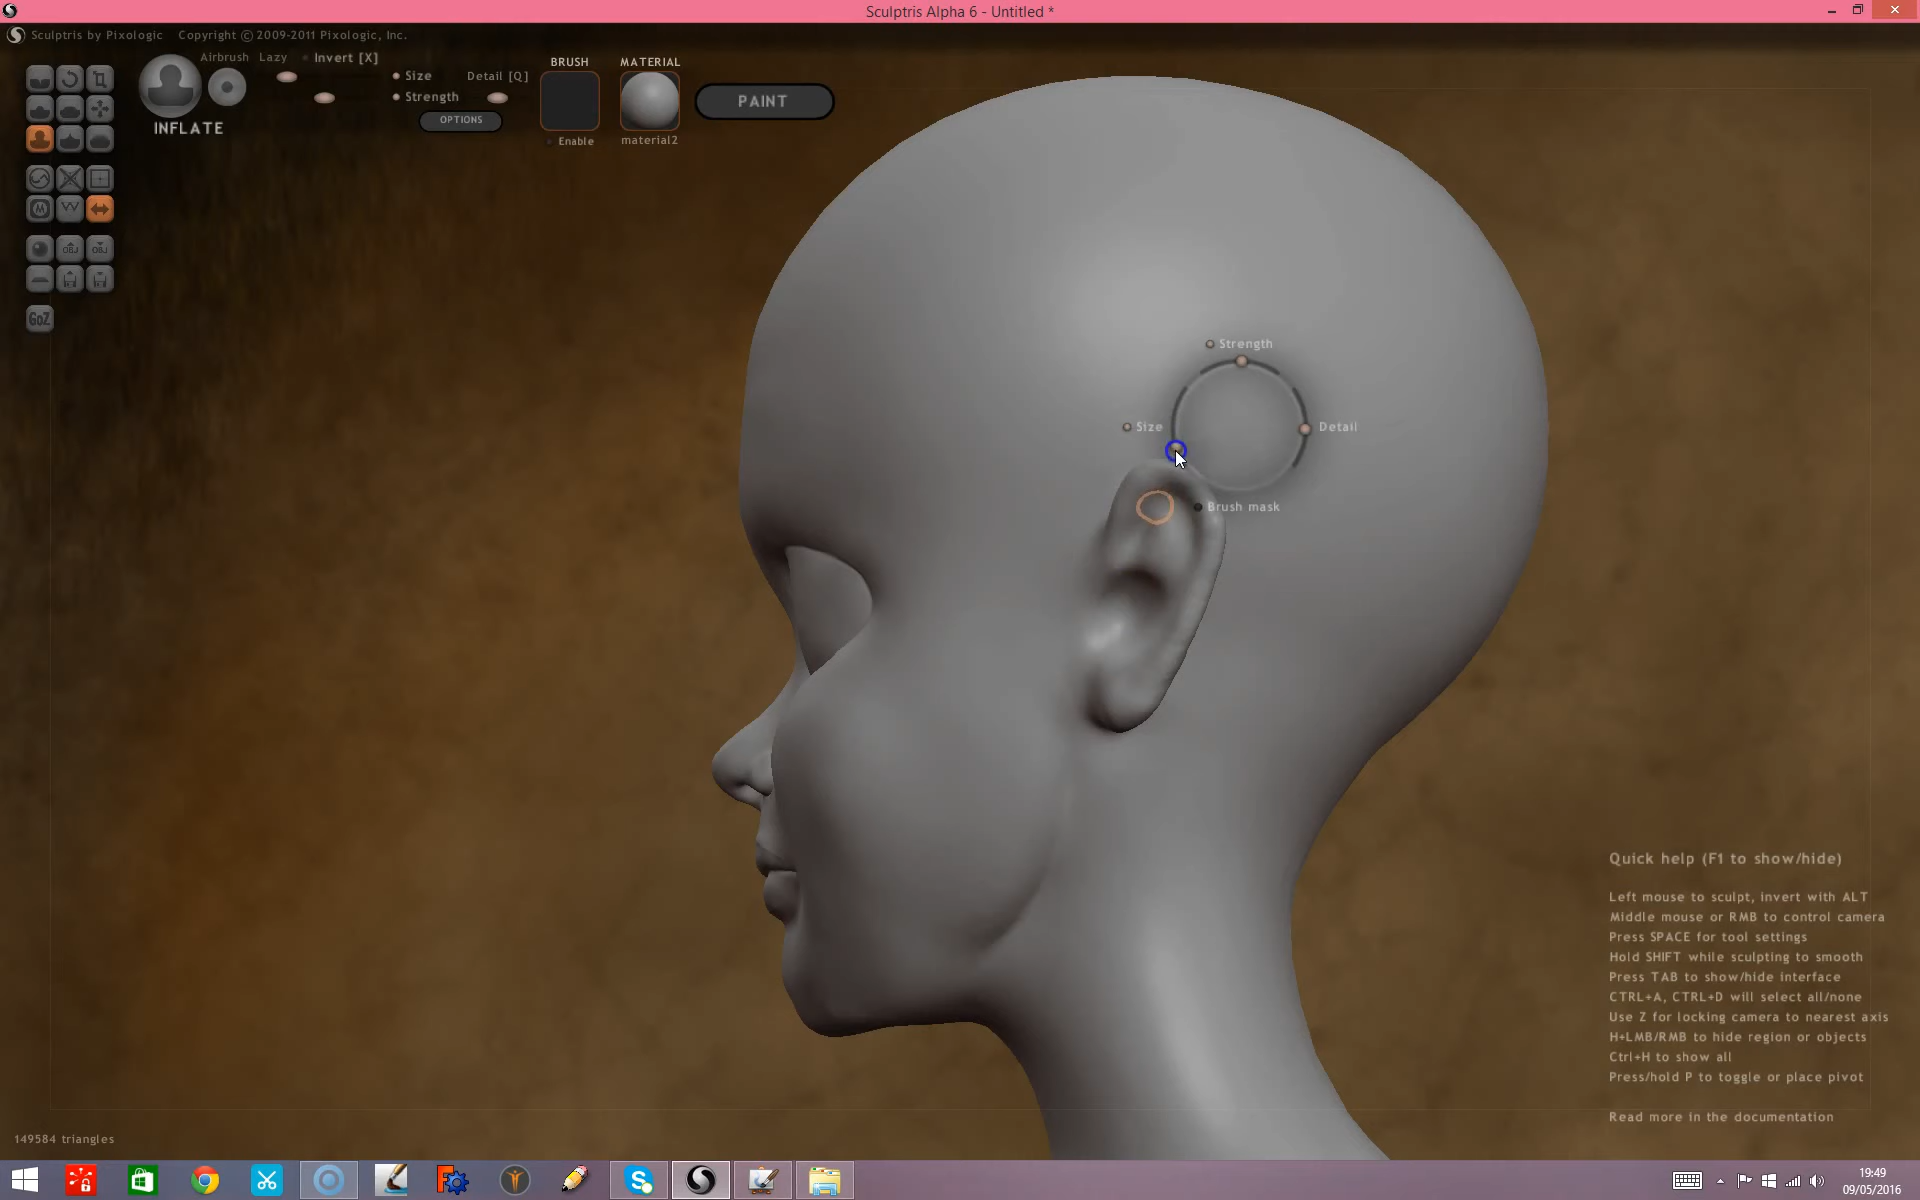 Sculptris Alpha 6 - Untitled *
Sculptris by Pixologic Copyright © 2009-2011 Pixologic, Inc.
Airbrush Lazy Invert [X]
INFLATE
Size Detail [Q]
Strength
OPTIONS
BRUSH
Enable
MATERIAL
material2
PAINT
OBJ OBJ
GoZ
Strength
Size
Detail
Brush mask
Quick help (F1 to show/hide)
Left mouse to sculpt, invert with ALT
Middle mouse or RMB to control camera
Press SPACE for tool settings
Hold SHIFT while sculpting to smooth
Press TAB to show/hide interface
CTRL+A, CTRL+D will select all/none
Use Z for locking camera to nearest axis
H+LMB/RMB to hide region or objects
Ctrl+H to show all
Press/hold P to toggle or place pivot
Read more in the documentation
149584 triangles
19:49
09/05/2016